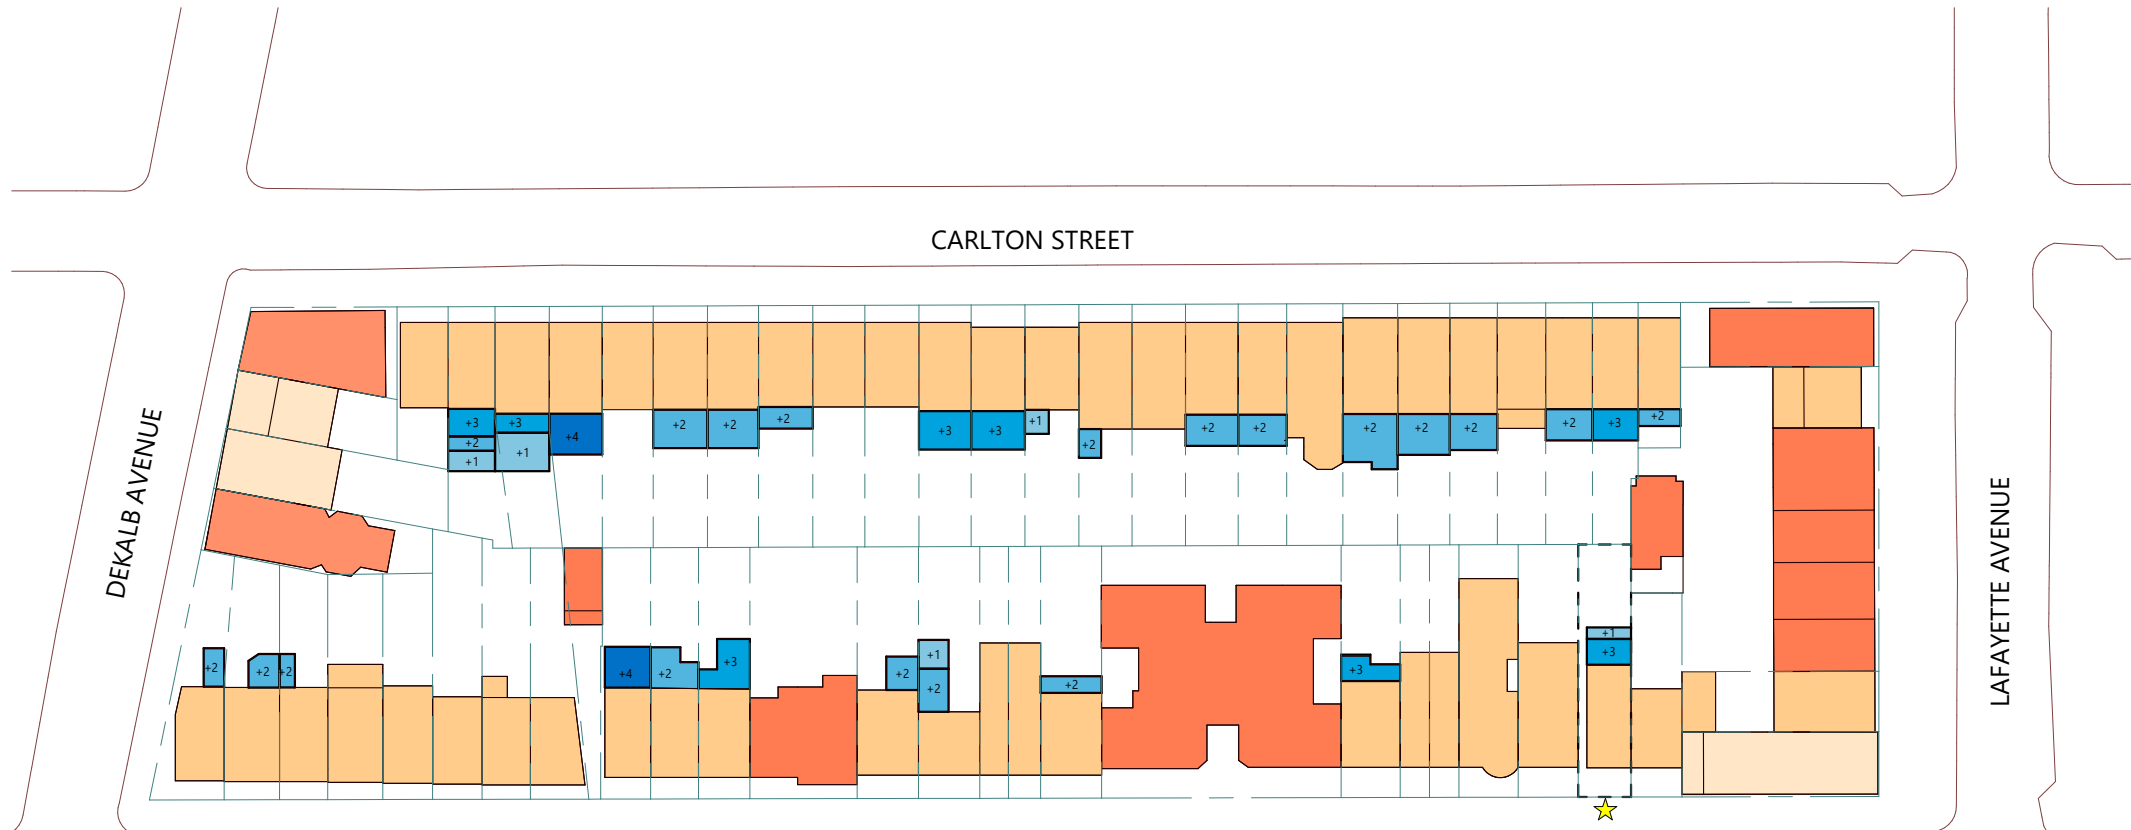 CARLTON STREET
DEKALB AVENUE
LAFAYETTE AVENUE
+3 +3
+2
+1 +1
+4
+2 +2 +2
+3 +3 +1
+2
+2 +2
+2 +2 +2
+2 +3 +2
+2 +2 +2
+4 +2 +3
+2 +1
+2
+2
+3
+1
+3